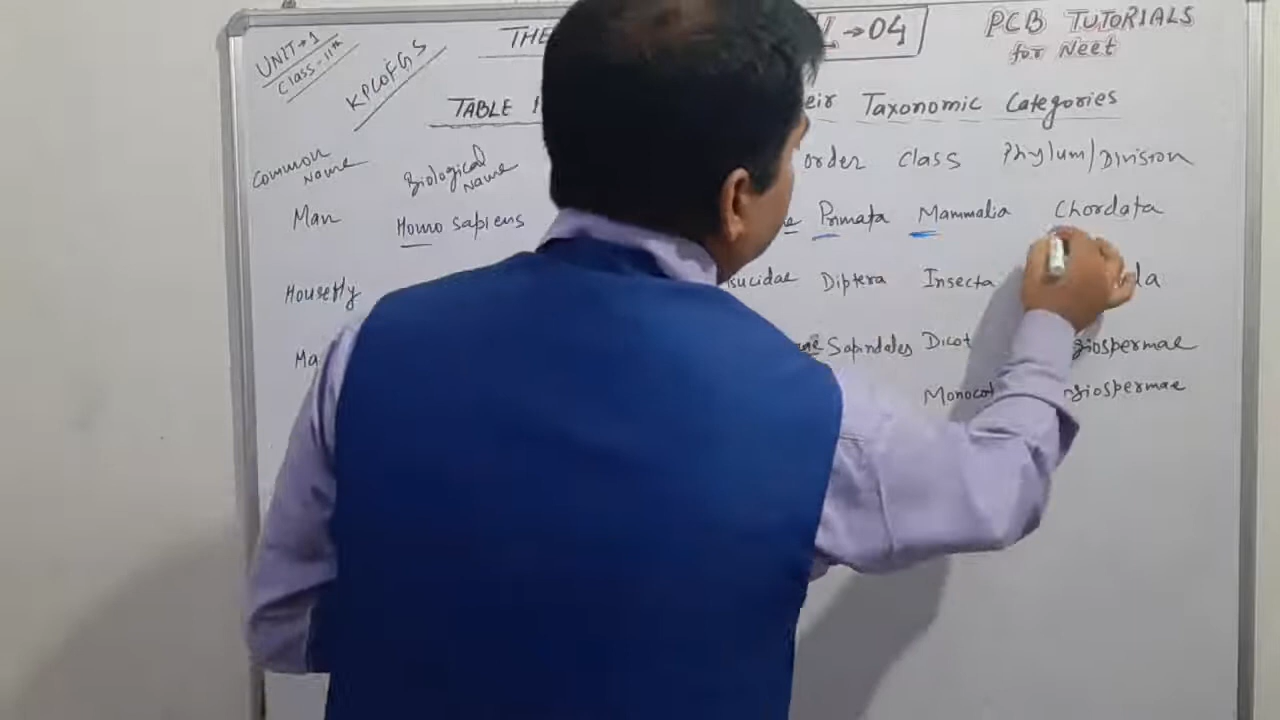 UNIT→1
Class-11th
KPCOFGS
THE L→04
PCB TUTORIALS
for Neet
TABLE 1 eir Taxonomic Categories
Common Name Biological Name order Class Phylum/Division
Man Homo sapiens Primata Mammalia Chordata
Housefly Diptera Insecta da
Ma Sapindales Dicot giospermae
Monocot giospermae